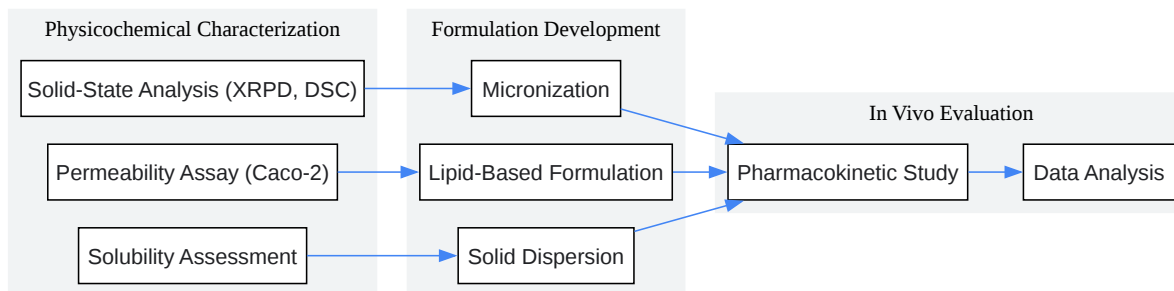 Physicochemical Characterization
Solid-State Analysis (XRPD, DSC)
Permeability Assay (Caco-2)
Solubility Assessment
Formulation Development
Micronization
Lipid-Based Formulation
Solid Dispersion
In Vivo Evaluation
Pharmacokinetic Study
Data Analysis